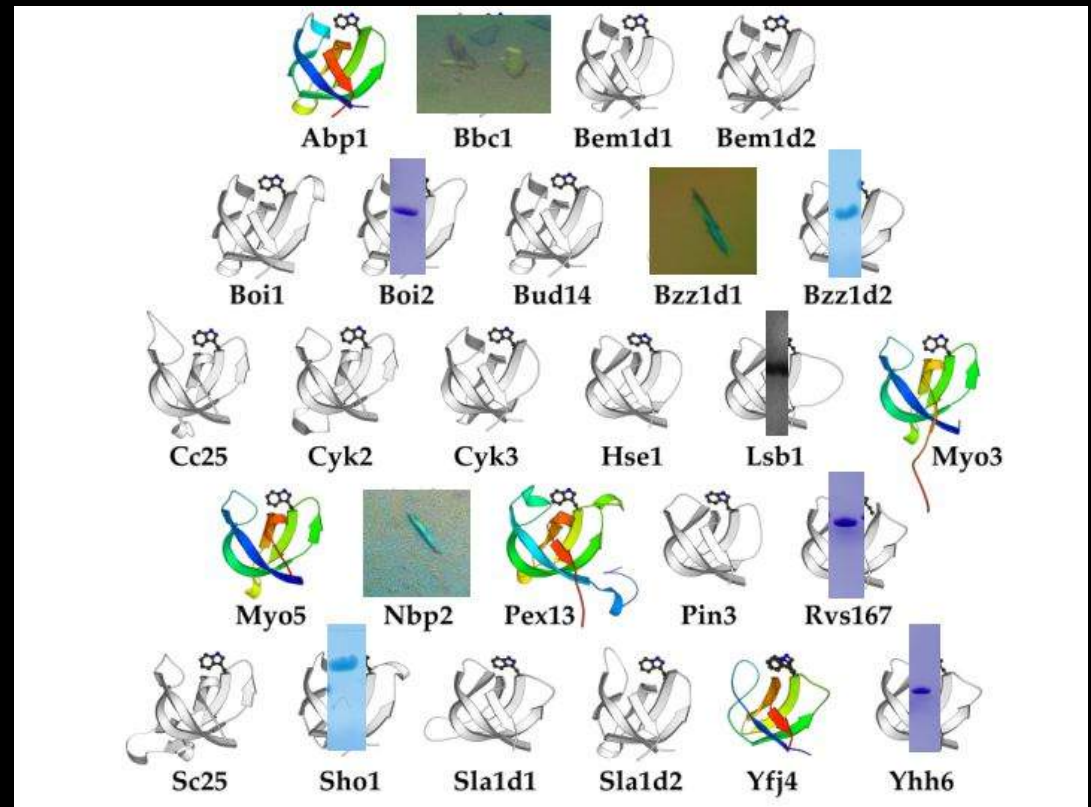 Abp1 Bbc1 Bem1d1 Bem1d2
Boi1 Boi2 Bud14 Bzz1d1 Bzz1d2
Cc25 Cyk2 Cyk3 Hse1 Lsb1 Myo3
Myo5 Nbp2 Pex13 Pin3 Rvs167
Sc25 Sho1 Sla1d1 Sla1d2 Yfj4 Yhh6